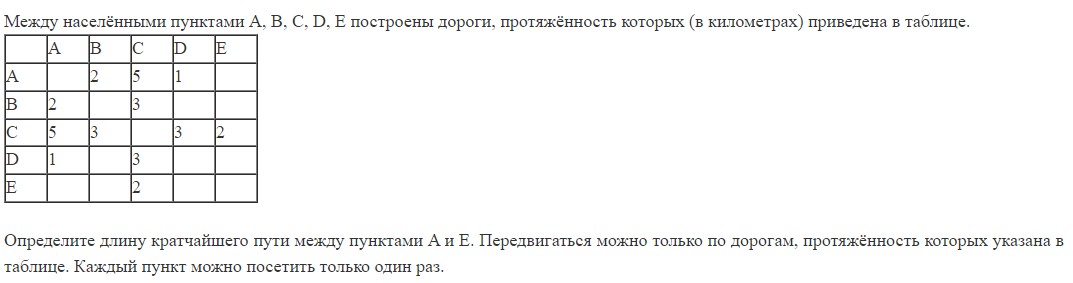 Между населёнными пунктами A, B, C, D, E построены дороги, протяжённость которых (в километрах) приведена в таблице.
A B C D E
A 2 5 1
B 2 3
C 5 3 3 2
D 1 3
E 2
Определите длину кратчайшего пути между пунктами A и E. Передвигаться можно только по дорогам, протяжённость которых указана в
таблице. Каждый пункт можно посетить только один раз.